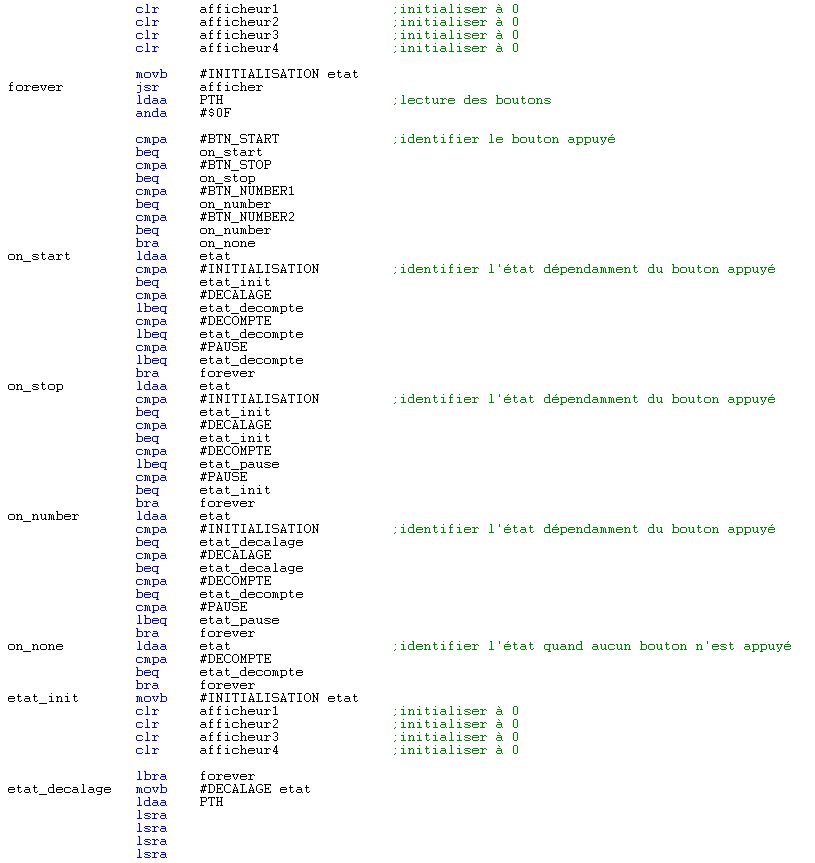 clr afficheur1 ;initialiser à 0
clr afficheur2 ;initialiser à 0
clr afficheur3 ;initialiser à 0
clr afficheur4 ;initialiser à 0
movb #INITIALISATION etat
forever jsr afficher
ldaa PTH ;lecture des boutons
anda #$0F
cmpa #BTN_START ;identifier le bouton appuyé
beq on_start
cmpa #BTN_STOP
beq on_stop
cmpa #BTN_NUMBER1
beq on_number
cmpa #BTN_NUMBER2
beq on_number
bra on_none
on_start ldaa etat
cmpa #INITIALISATION ;identifier l'état dépendamment du bouton appuyé
beq etat_init
cmpa #DECALAGE
lbeq etat_decompte
cmpa #DECOMPTE
lbeq etat_decompte
cmpa #PAUSE
lbeq etat_decompte
bra forever
on_stop ldaa etat
cmpa #INITIALISATION ;identifier l'état dépendamment du bouton appuyé
beq etat_init
cmpa #DECALAGE
beq etat_init
cmpa #DECOMPTE
lbeq etat_pause
cmpa #PAUSE
beq etat_init
bra forever
on_number ldaa etat
cmpa #INITIALISATION ;identifier l'état dépendamment du bouton appuyé
beq etat_decalage
cmpa #DECALAGE
beq etat_decalage
cmpa #DECOMPTE
beq etat_decompte
cmpa #PAUSE
lbeq etat_pause
bra forever
on_none ldaa etat ;identifier l'état quand aucun bouton n'est appuyé
cmpa #DECOMPTE
beq etat_decompte
bra forever
etat_init movb #INITIALISATION etat
clr afficheur1 ;initialiser à 0
clr afficheur2 ;initialiser à 0
clr afficheur3 ;initialiser à 0
clr afficheur4 ;initialiser à 0
lbra forever
etat_decalage movb #DECALAGE etat
ldaa PTH
lsra
lsra
lsra
lsra